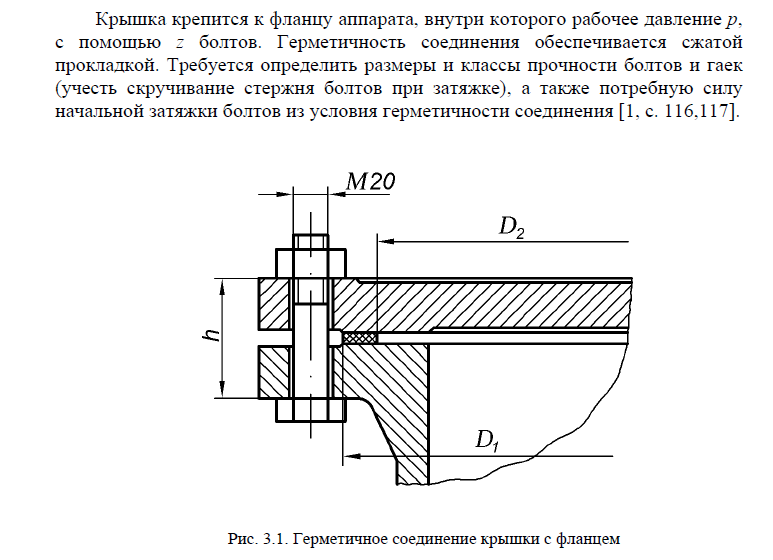 Крышка крепится к фланцу аппарата, внутри которого рабочее давление p,
с помощью z болтов. Герметичность соединения обеспечивается сжатой
прокладкой. Требуется определить размеры и классы прочности болтов и гаек
(учесть скручивание стержня болтов при затяжке), а также потребную силу
начальной затяжки болтов из условия герметичности соединения [1, с. 116,117].
M20
D2
h
D1
Рис. 3.1. Герметичное соединение крышки с фланцем